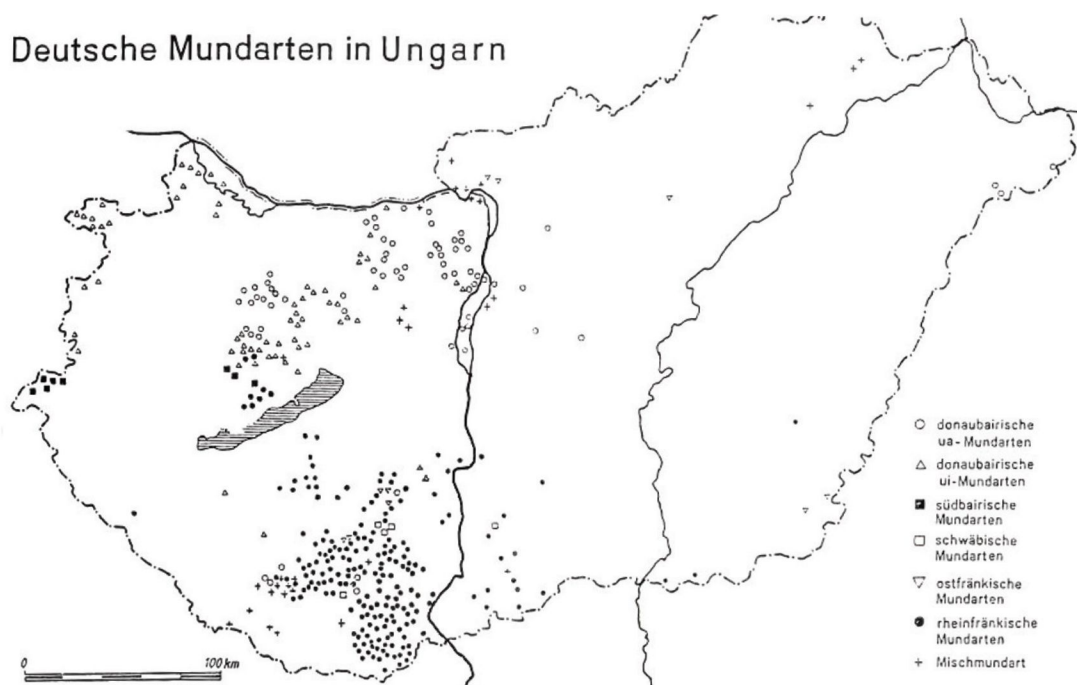 Deutsche Mundarten in Ungarn
donaubairische
ua-Mundarten
donaubairische
ui-Mundarten
südbairische
Mundarten
schwäbische
Mundarten
ostfränkische
Mundarten
rheinfränkische
Mundarten
Mischmundart
0 100 km